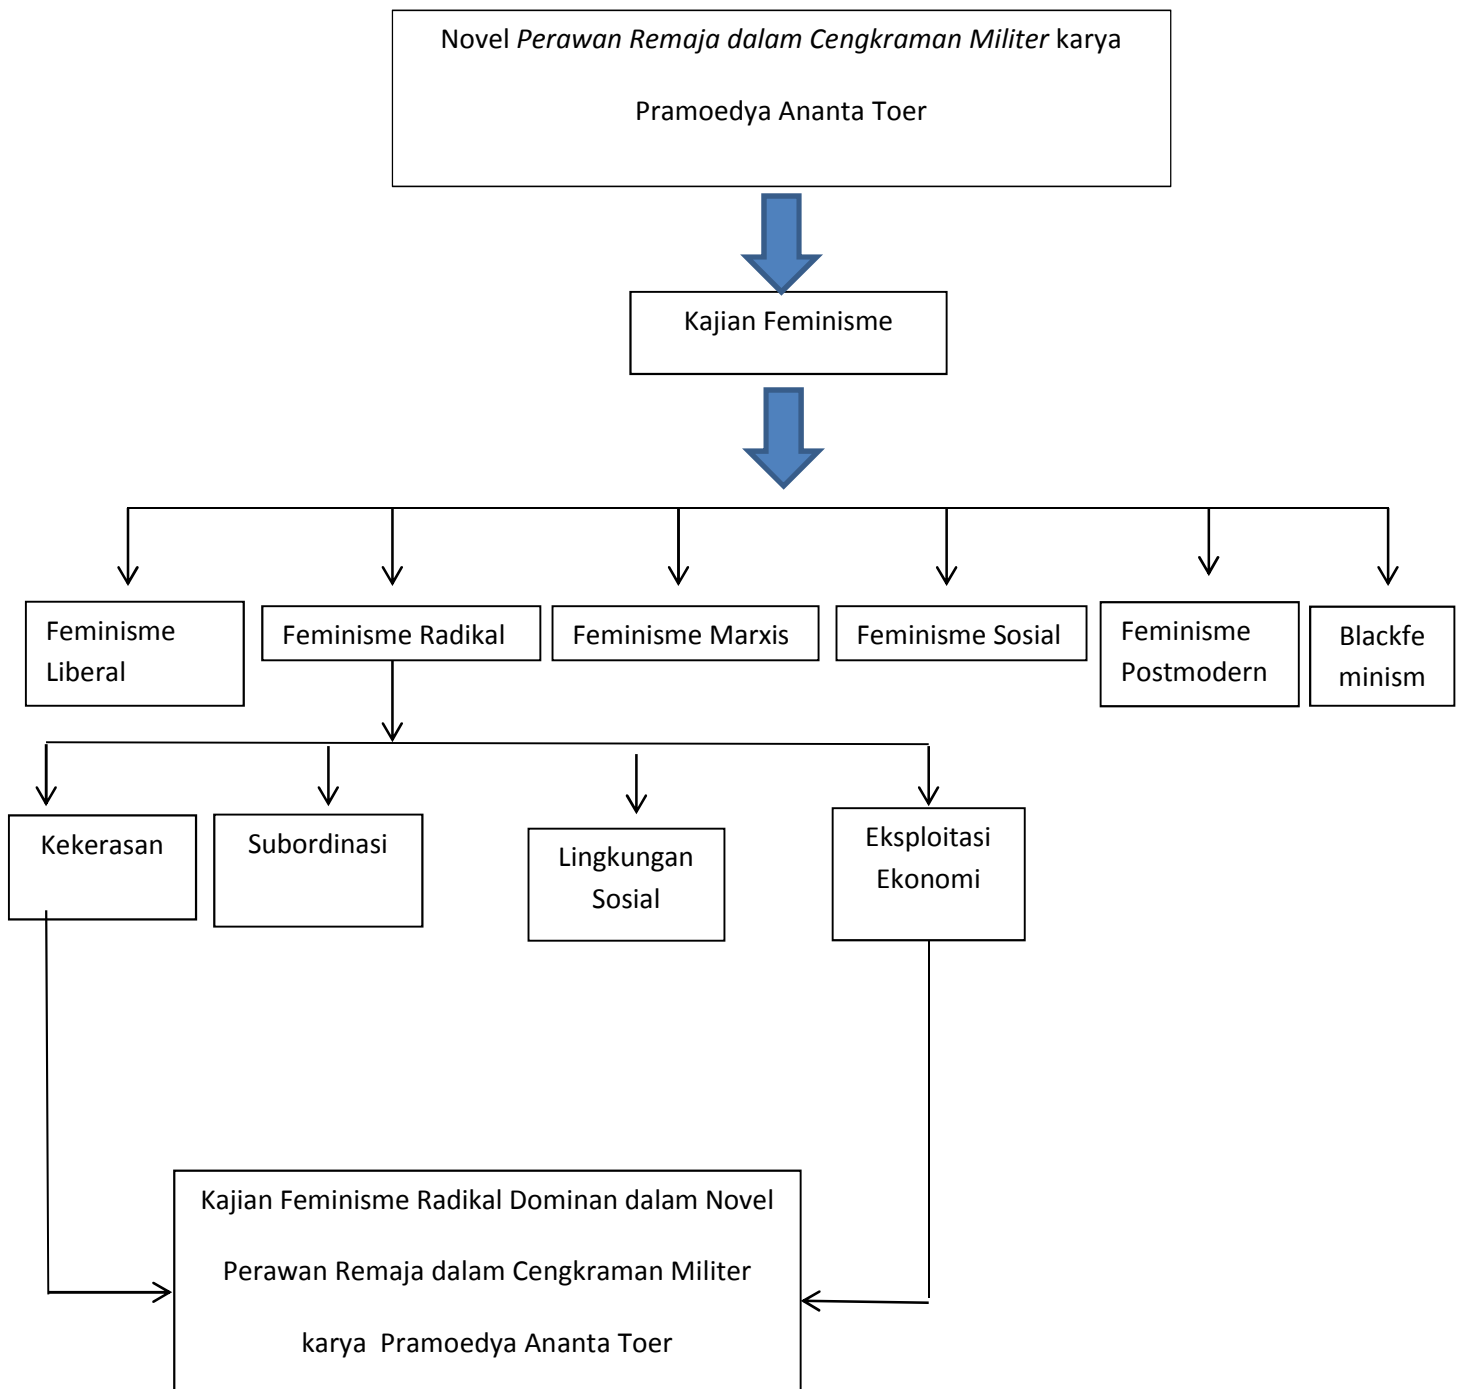 Novel Perawan Remaja dalam Cengkraman Militer karya
Pramoedya Ananta Toer
Kajian Feminisme
Feminisme
Liberal
Feminisme Radikal
Feminisme Marxis
Feminisme Sosial
Feminisme
Postmodern
Blackfe
minism
Kekerasan
Subordinasi
Lingkungan
Sosial
Eksploitasi
Ekonomi
Kajian Feminisme Radikal Dominan dalam Novel
Perawan Remaja dalam Cengkraman Militer
karya Pramoedya Ananta Toer